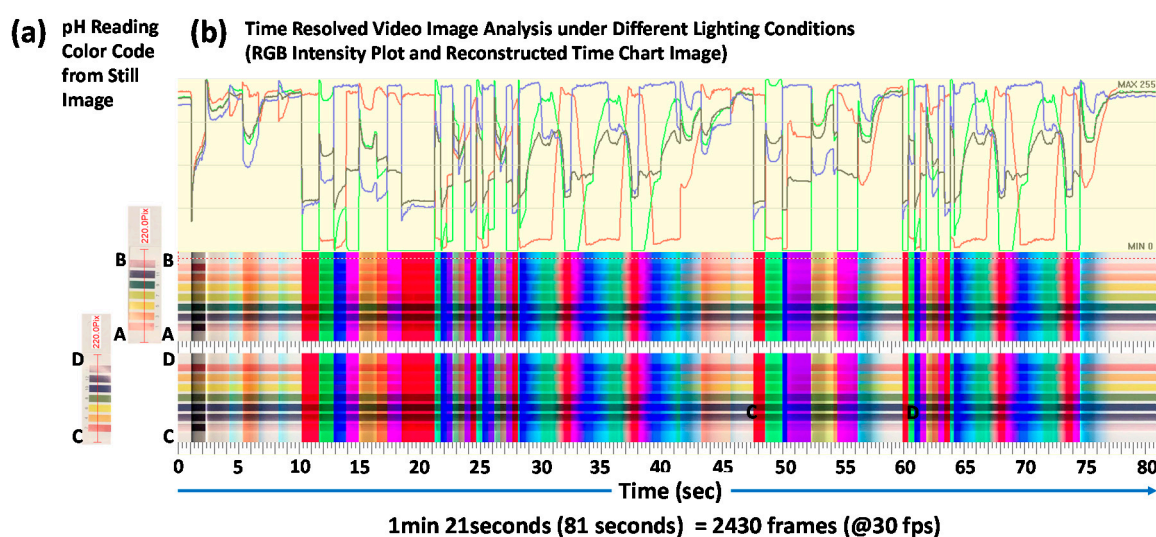 (a) pH Reading
Color Code
from Still
Image
(b) Time Resolved Video Image Analysis under Different Lighting Conditions
(RGB Intensity Plot and Reconstructed Time Chart Image)
MAX 255
MIN 0
220.0Pix
B
A
B
A
220.0Pix
D
C
D
C
C
D
0 5 10 15 20 25 30 35 40 45 50 55 60 65 70 75 80
Time (sec)
1min 21seconds (81 seconds) = 2430 frames (@30 fps)